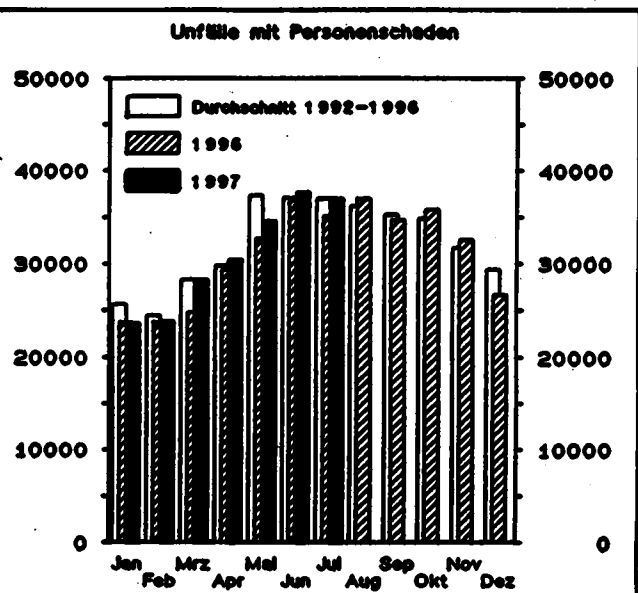 Unfälle mit Personenschaden
50000 50000
Durchschnitt 1992-1996
1996
40000 40000
1997
30000 30000
20000 20000
10000 10000
0 0
Jan Mrz Mai Jul Sep Nov
Feb Apr Jun Aug Okt Dez